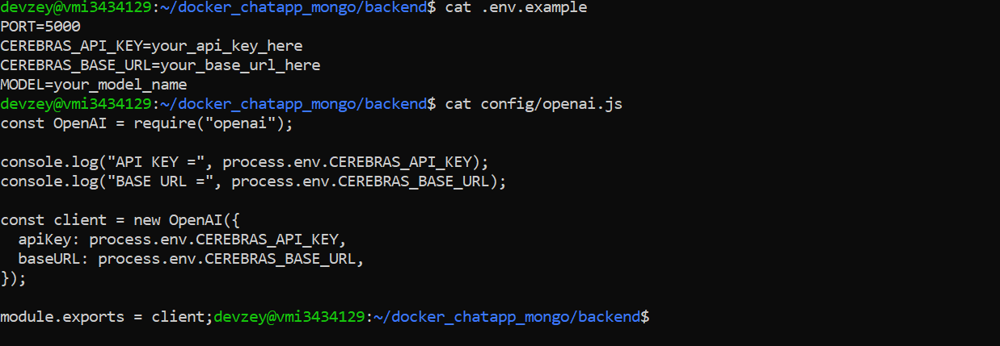 devzey@vmi3434129:~/docker_chatapp_mongo/backend$ cat .env.example
PORT=5000
CEREBRAS_API_KEY=your_api_key_here
CEREBRAS_BASE_URL=your_base_url_here
MODEL=your_model_name
devzey@vmi3434129:~/docker_chatapp_mongo/backend$ cat config/openai.js
const OpenAI = require("openai");

console.log("API KEY =", process.env.CEREBRAS_API_KEY);
console.log("BASE URL =", process.env.CEREBRAS_BASE_URL);

const client = new OpenAI({
  apiKey: process.env.CEREBRAS_API_KEY,
  baseURL: process.env.CEREBRAS_BASE_URL,
});

module.exports = client;devzey@vmi3434129:~/docker_chatapp_mongo/backend$